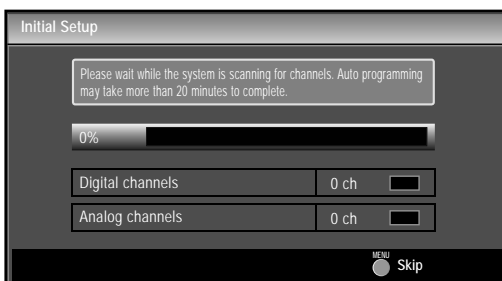 Initial Setup
Please wait while the system is scanning for channels. Auto programming
may take more than 20 minutes to complete.
0%
Digital channels 0 ch
Analog channels 0 ch
MENU Skip